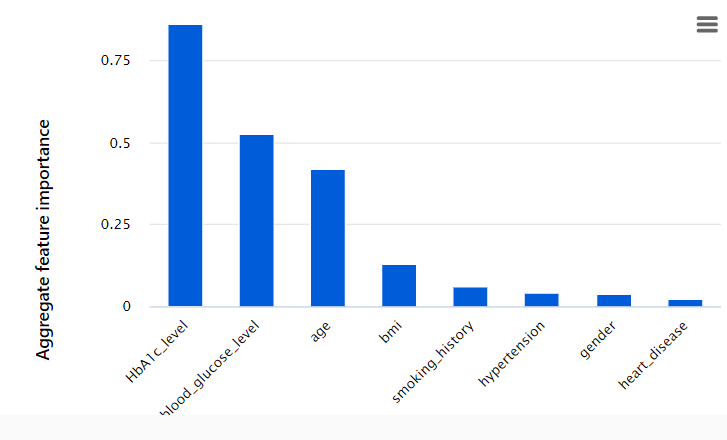 Aggregate feature importance
0.75
0.5
0.25
0
HbA1c_level
blood_glucose_level
age
bmi
smoking_history
hypertension
gender
heart_disease